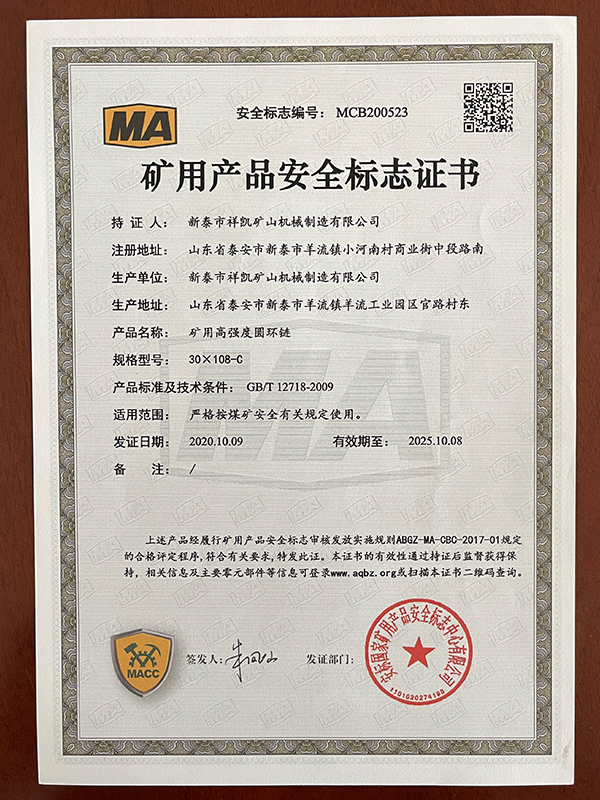 MA
安全标志编号： MCB200523
矿用产品安全标志证书
持 证 人： 新泰市祥凯矿山机械制造有限公司
注册地址： 山东省泰安市新泰市羊流镇小河南村商业街中段路南
生产单位： 新泰市祥凯矿山机械制造有限公司
生产地址： 山东省泰安市新泰市羊流镇羊流工业园区官路村东
产品名称： 矿用高强度圆环链
规格型号： 30×108-C
产品标准及技术条件： GB/T 12718-2009
适用范围： 严格按煤矿安全有关规定使用。
发证日期： 2020.10.09 有效期至： 2025.10.08
备 注： /
上述产品经履行矿用产品安全标志审核发放实施规则ABGZ-MA-CBC-2017-01规定
的合格评定程序,符合有关要求,特发此证。本证书的有效性通过持证后监督获得保
持，相关信息及主要零元部件等信息可登录www.aqbz.org或扫描本证书二维码查询。
MACC
签发人： 发证部门：
安标国家矿用产品安全标志中心有限公司
1101020274193